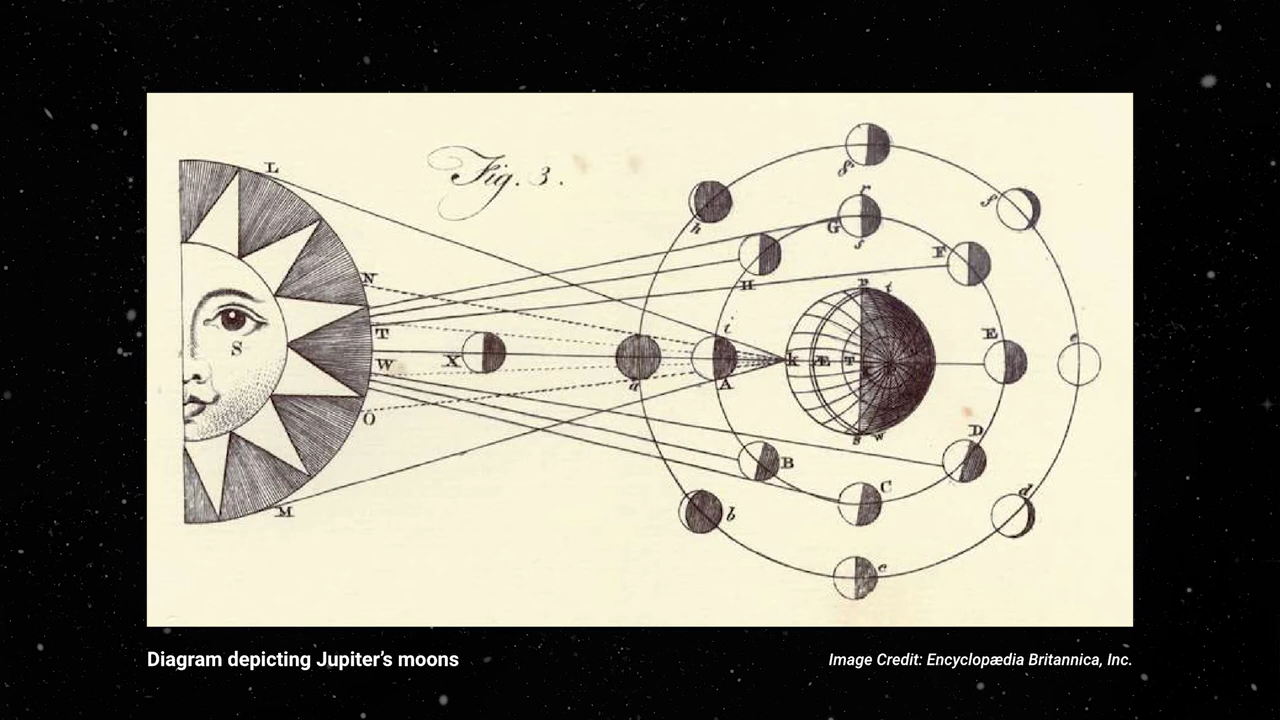 Fig. 3.
L
N
T
W
O
M
S
X
a
A
i
k
Æ
T
h
g
f
r
G
f
F
H
p
t
E
e
B
D
C
s
w
b
d
c
Diagram depicting Jupiter’s moons
Image Credit: Encyclopædia Britannica, Inc.